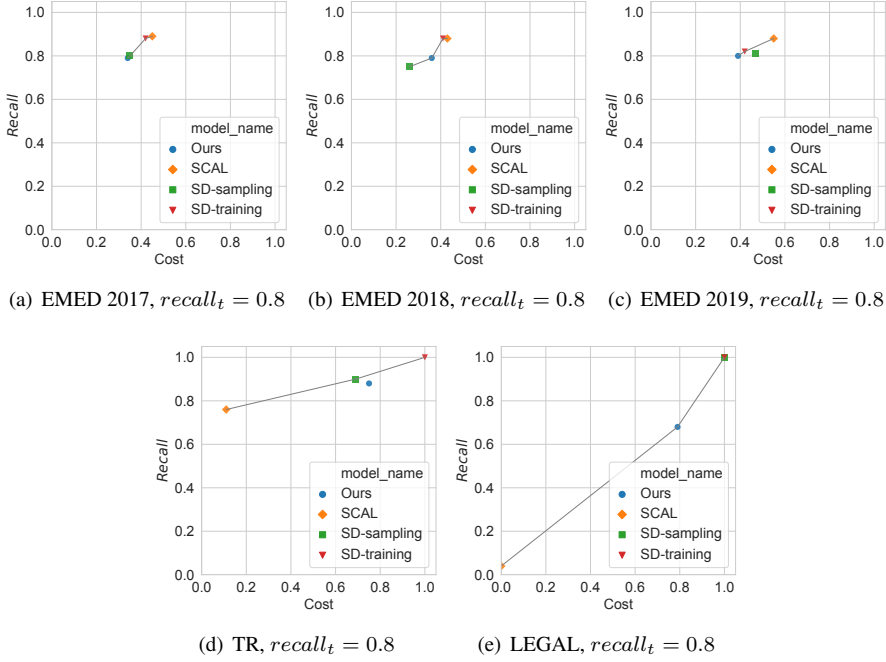 1.0
0.8
0.6
0.4
0.2
0.0
Recall
model_name
Ours
SCAL
SD-sampling
SD-training
0.0 0.2 0.4 0.6 0.8 1.0
Cost
(a) EMED 2017, recall_t = 0.8
1.0
0.8
0.6
0.4
0.2
0.0
Recall
model_name
Ours
SCAL
SD-sampling
SD-training
0.0 0.2 0.4 0.6 0.8 1.0
Cost
(b) EMED 2018, recall_t = 0.8
1.0
0.8
0.6
0.4
0.2
0.0
Recall
model_name
Ours
SCAL
SD-sampling
SD-training
0.0 0.2 0.4 0.6 0.8 1.0
Cost
(c) EMED 2019, recall_t = 0.8
1.0
0.8
0.6
0.4
0.2
0.0
Recall
model_name
Ours
SCAL
SD-sampling
SD-training
0.0 0.2 0.4 0.6 0.8 1.0
Cost
(d) TR, recall_t = 0.8
1.0
0.8
0.6
0.4
0.2
0.0
Recall
model_name
Ours
SCAL
SD-sampling
SD-training
0.0 0.2 0.4 0.6 0.8 1.0
Cost
(e) LEGAL, recall_t = 0.8